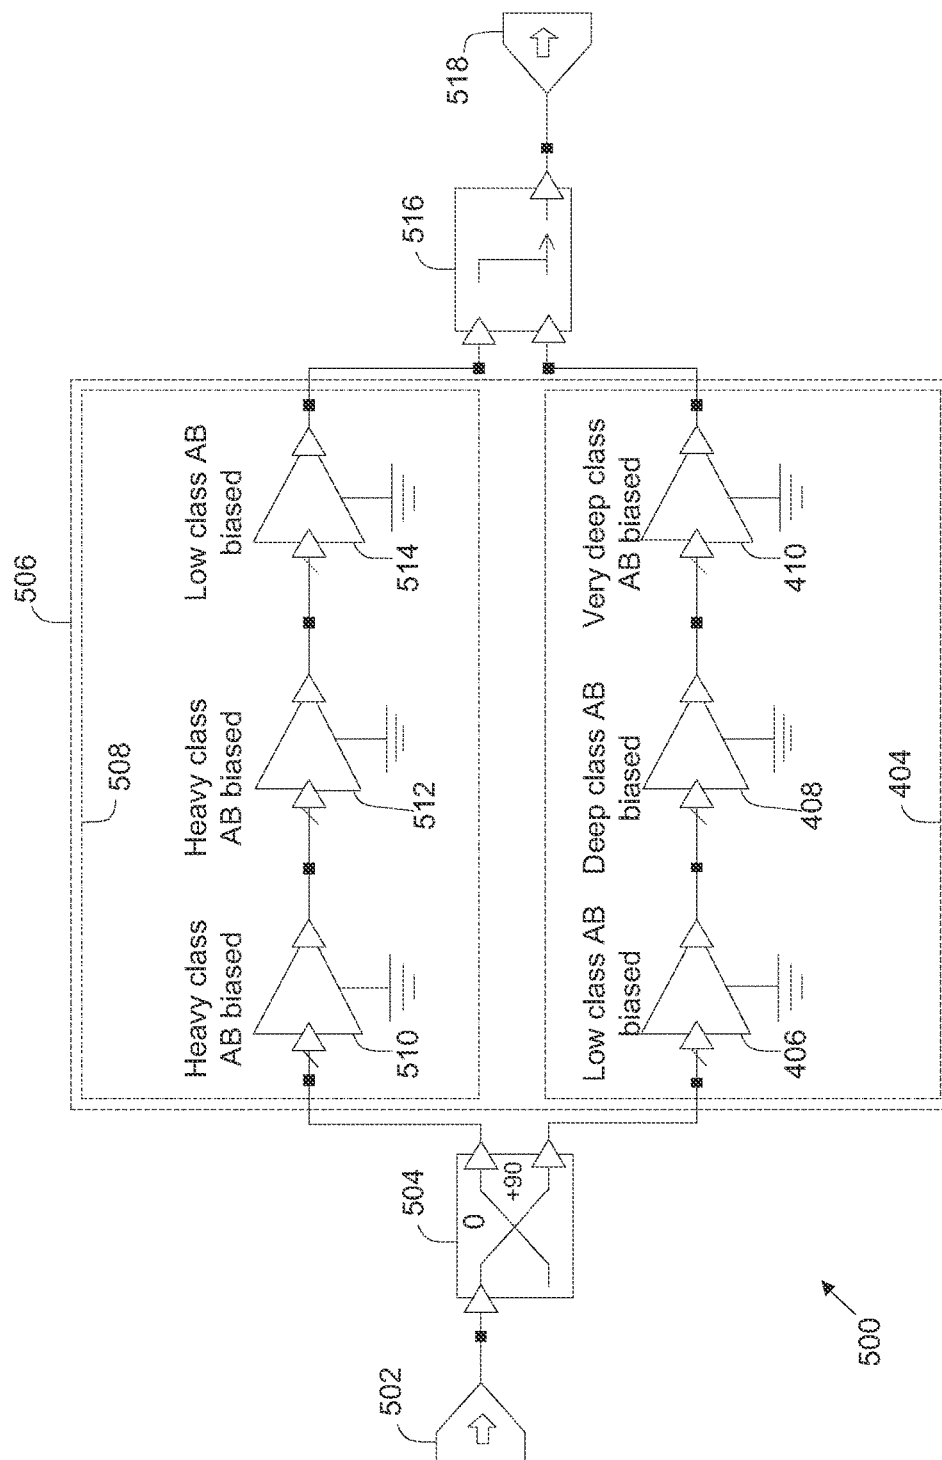 506
508
Heavy class
AB biased
510
Heavy class
AB biased
512
Low class AB
biased
514
502
504
0
+90
516
518
Low class AB
biased
406
Deep class AB
biased
408
Very deep class
AB biased
410
404
500